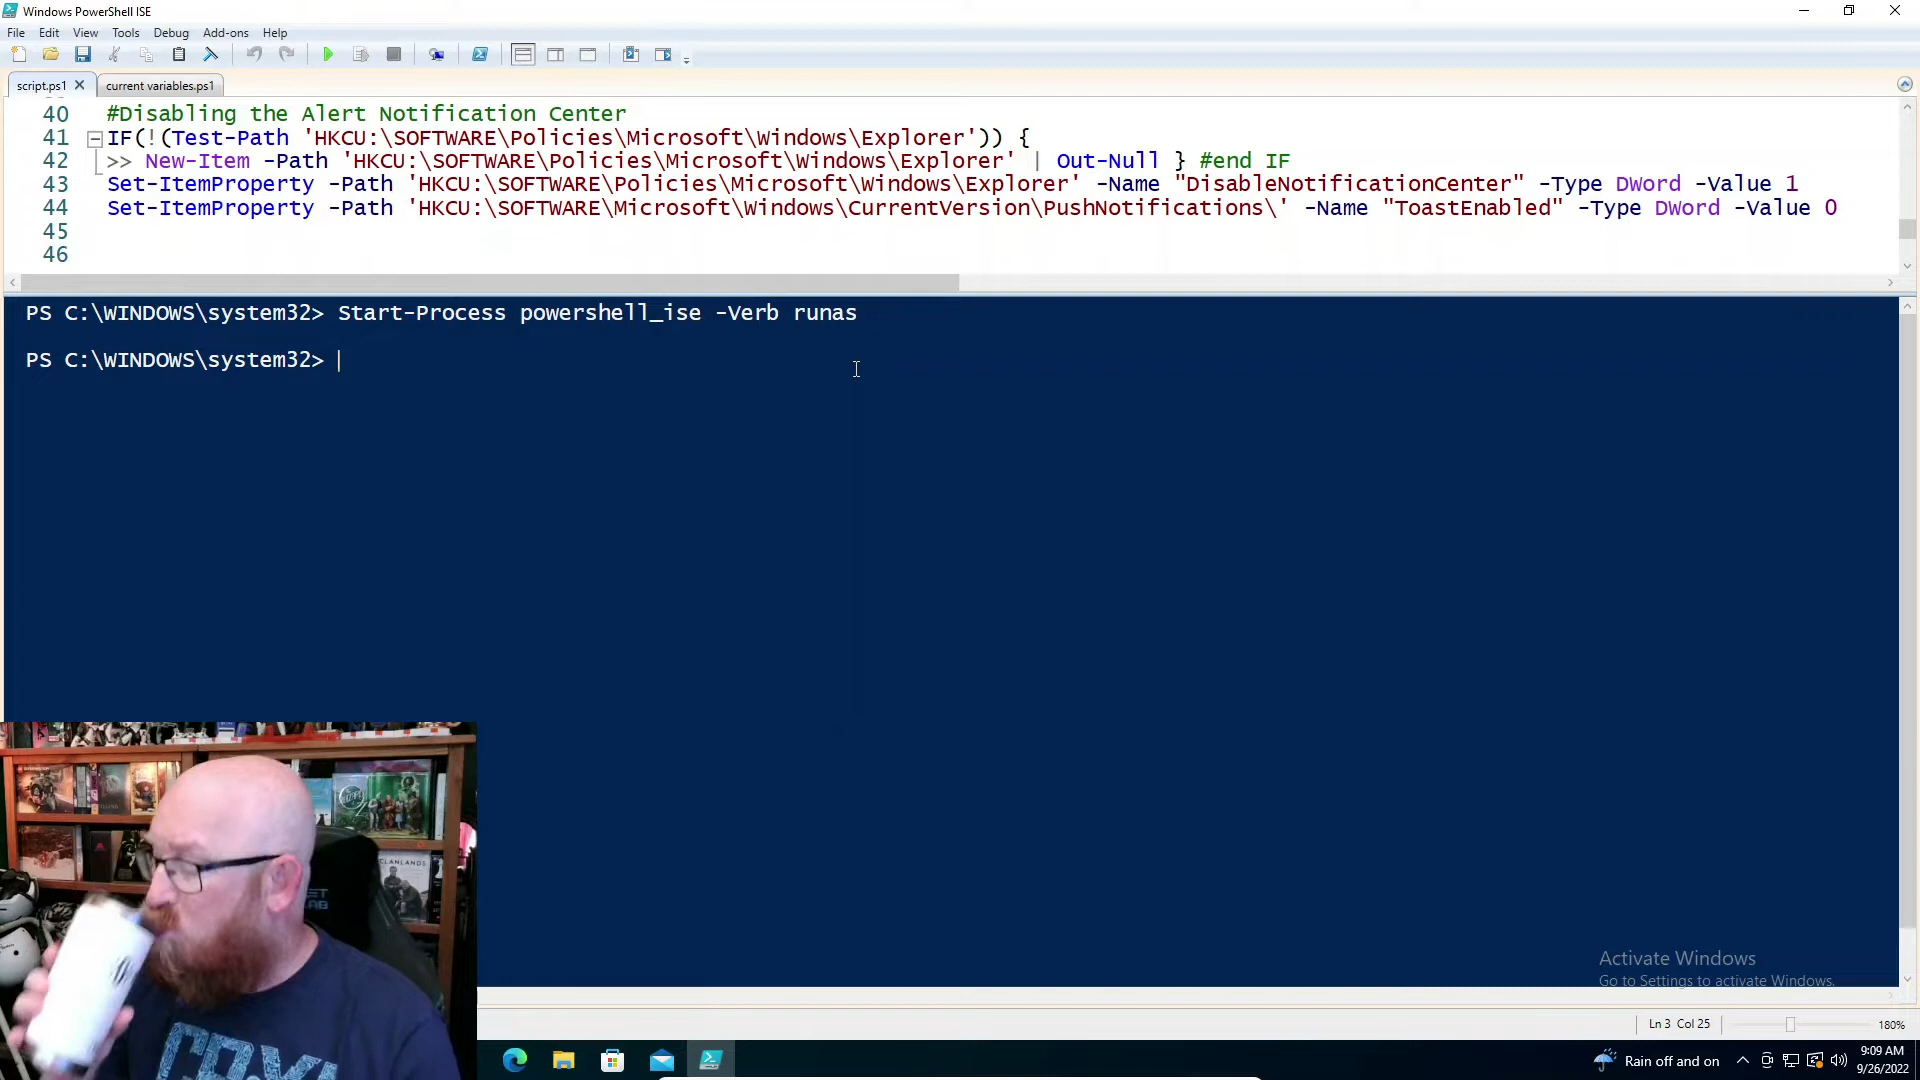 Windows PowerShell ISE
File Edit View Tools Debug Add-ons Help
script.ps1 current variables.ps1
40 #Disabling the Alert Notification Center
41 IF(!(Test-Path 'HKCU:\SOFTWARE\Policies\Microsoft\Windows\Explorer')) {
42 >> New-Item -Path 'HKCU:\SOFTWARE\Policies\Microsoft\Windows\Explorer' | Out-Null } #end IF
43 Set-ItemProperty -Path 'HKCU:\SOFTWARE\Policies\Microsoft\Windows\Explorer' -Name "DisableNotificationCenter" -Type DWord -Value 1
44 Set-ItemProperty -Path 'HKCU:\SOFTWARE\Microsoft\Windows\CurrentVersion\PushNotifications\' -Name "ToastEnabled" -Type DWord -Value 0
45
46
PS C:\WINDOWS\system32> Start-Process powershell_ise -Verb runas
PS C:\WINDOWS\system32>
CLANLANDS
Activate Windows
Go to Settings to activate Windows.
Ln 3 Col 25 180%
Rain off and on
9:09 AM
9/26/2022